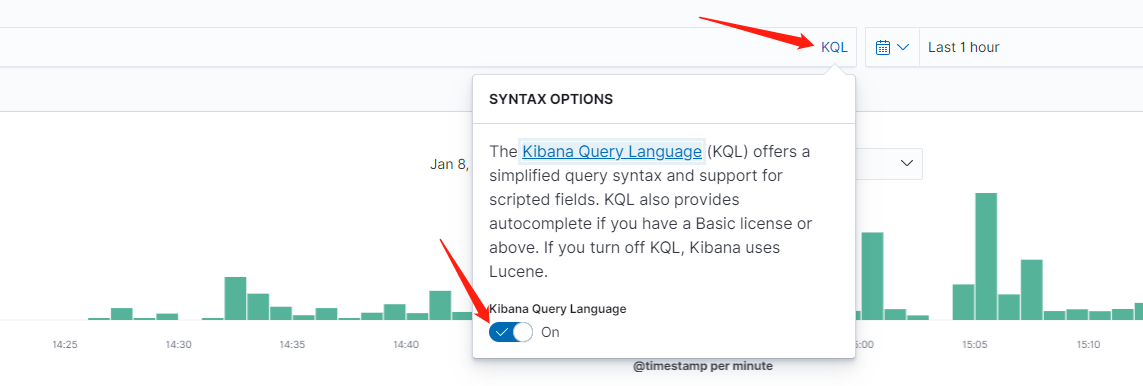 KQL
Last 1 hour
SYNTAX OPTIONS
Jan 8,
The Kibana Query Language (KQL) offers a
simplified query syntax and support for
scripted fields. KQL also provides
autocomplete if you have a Basic license or
above. If you turn off KQL, Kibana uses
Lucene.
Kibana Query Language
On
14:25
14:30
14:35
14:40
:00
15:05
15:10
@timestamp per minute